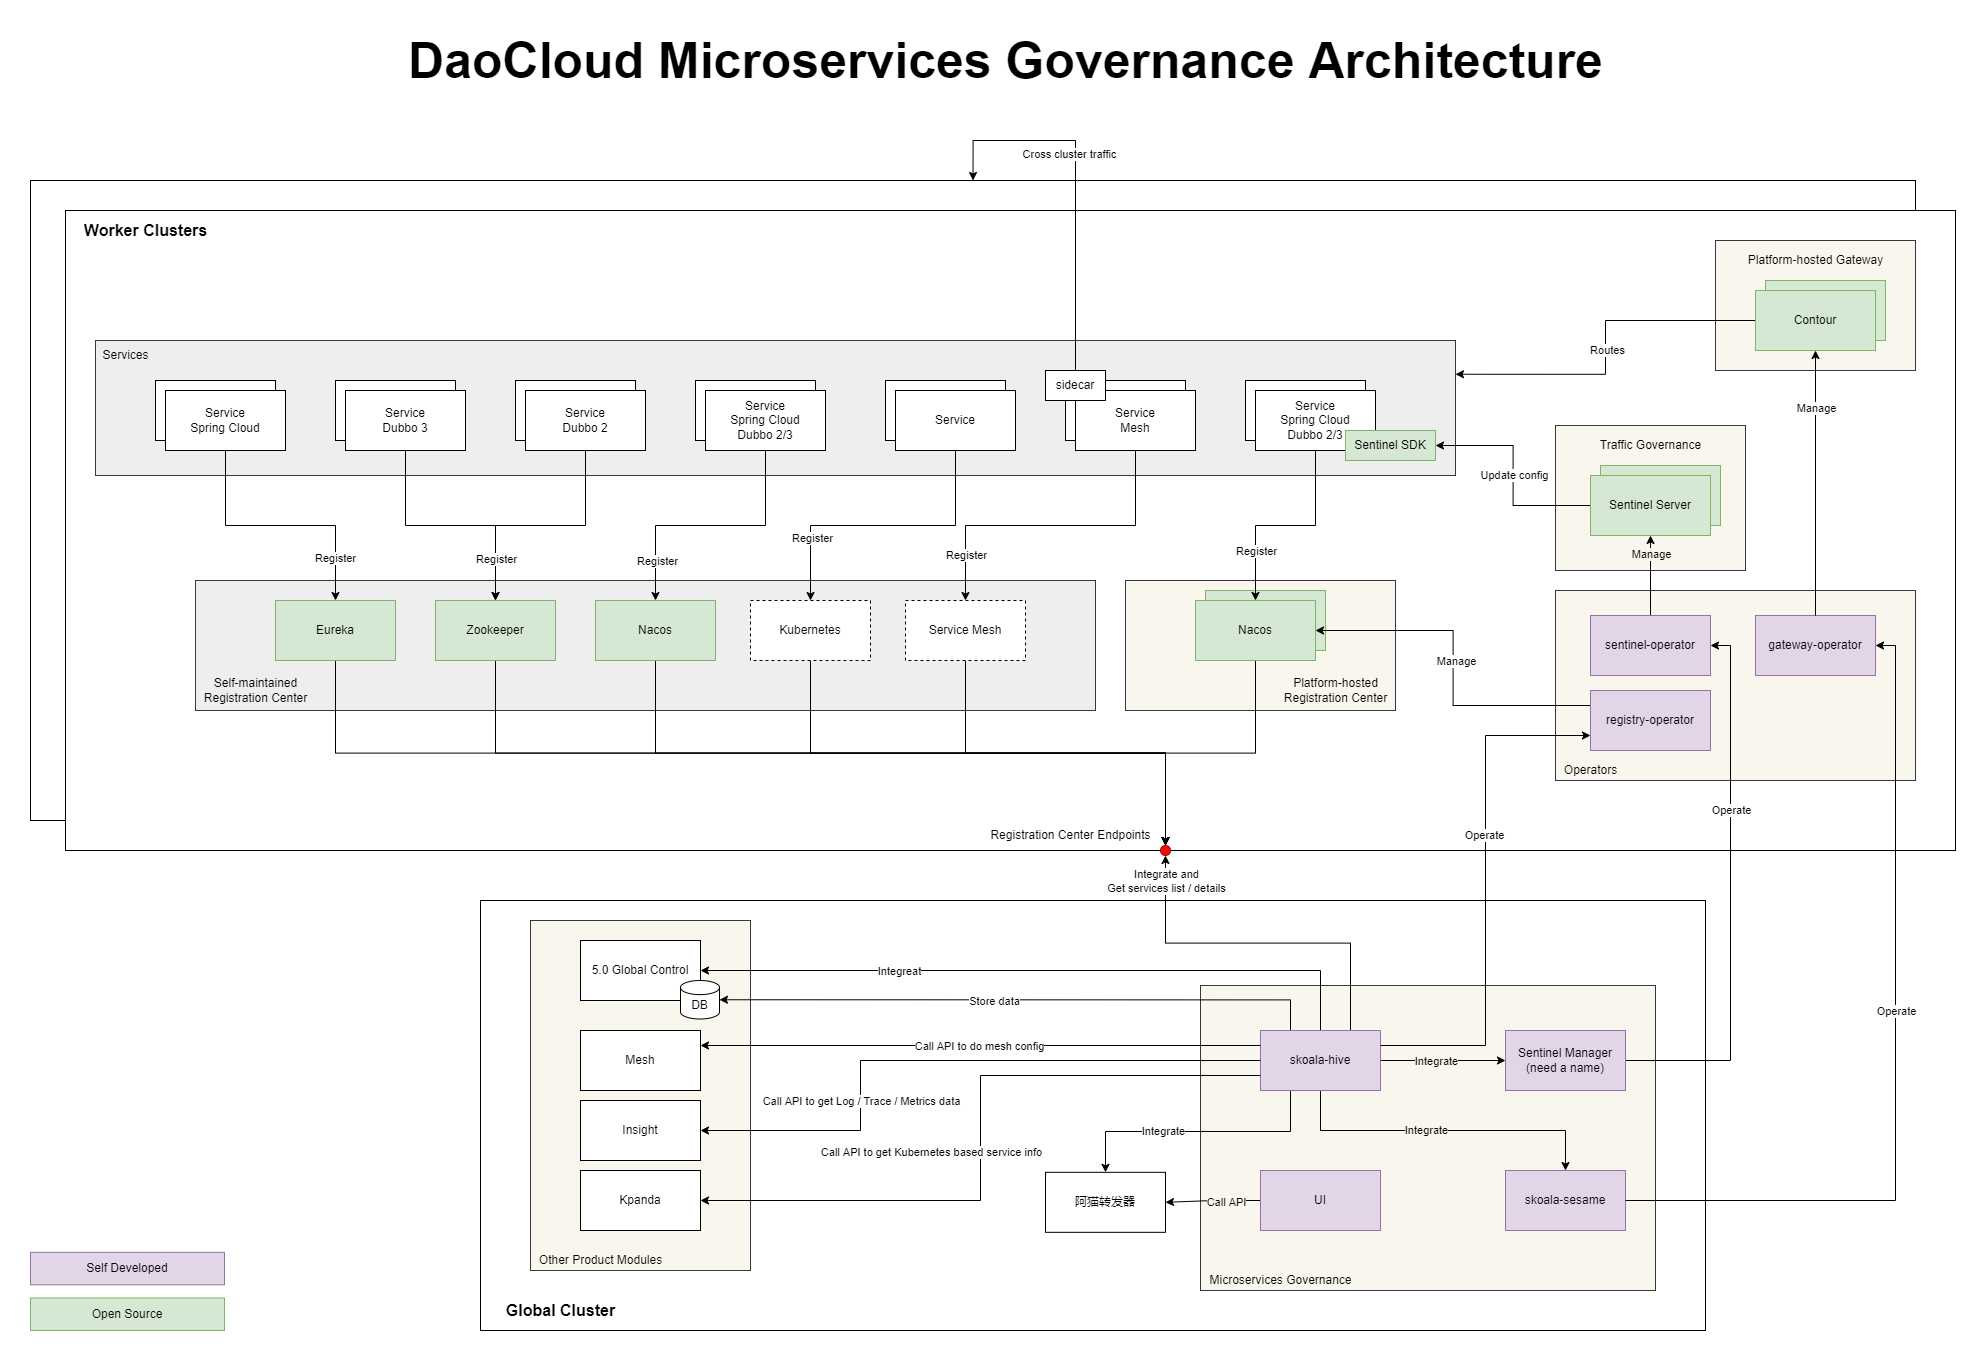 DaoCloud Microservices Governance Architecture
Cross cluster traffic
Worker Clusters
Platform-hosted Gateway
Contour
Routes
Manage
Services
Service
Spring Cloud
Service
Dubbo 3
Service
Dubbo 2
Service
Spring Cloud
Dubbo 2/3
Service
sidecar
Service
Mesh
Service
Spring Cloud
Dubbo 2/3
Sentinel SDK
Update config
Traffic Governance
Sentinel Server
Manage
Register
Register
Register
Register
Register
Register
Eureka
Zookeeper
Nacos
Kubernetes
Service Mesh
Self-maintained
Registration Center
Nacos
Platform-hosted
Registration Center
Manage
sentinel-operator
gateway-operator
registry-operator
Operators
Operate
Operate
Operate
Registration Center Endpoints
Integrate and
Get services list / details
5.0 Global Control
DB
Mesh
Insight
Kpanda
Other Product Modules
Integreat
Store data
Call API to do mesh config
Call API to get Log / Trace / Metrics data
Call API to get Kubernetes based service info
skoala-hive
Integrate
Sentinel Manager
(need a name)
Integrate
Integrate
阿猫转发器
Call API
UI
skoala-sesame
Microservices Governance
Global Cluster
Self Developed
Open Source